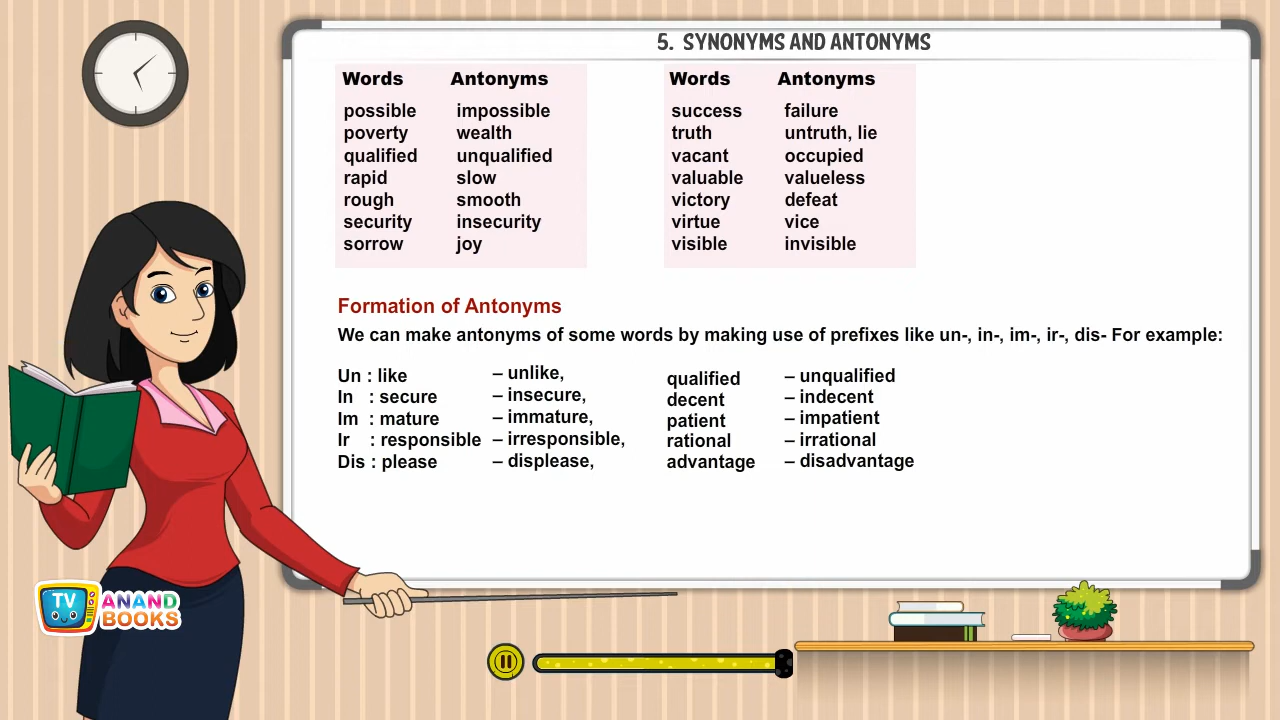 5. SYNONYMS AND ANTONYMS
Words Antonyms
possible impossible
poverty wealth
qualified unqualified
rapid slow
rough smooth
security insecurity
sorrow joy
Words Antonyms
success failure
truth untruth, lie
vacant occupied
valuable valueless
victory defeat
virtue vice
visible invisible
Formation of Antonyms
We can make antonyms of some words by making use of prefixes like un-, in-, im-, ir-, dis- For example:
Un : like – unlike, qualified – unqualified
In : secure – insecure, decent – indecent
Im : mature – immature, patient – impatient
Ir : responsible – irresponsible, rational – irrational
Dis : please – displease, advantage – disadvantage
TV ANAND
BOOKS